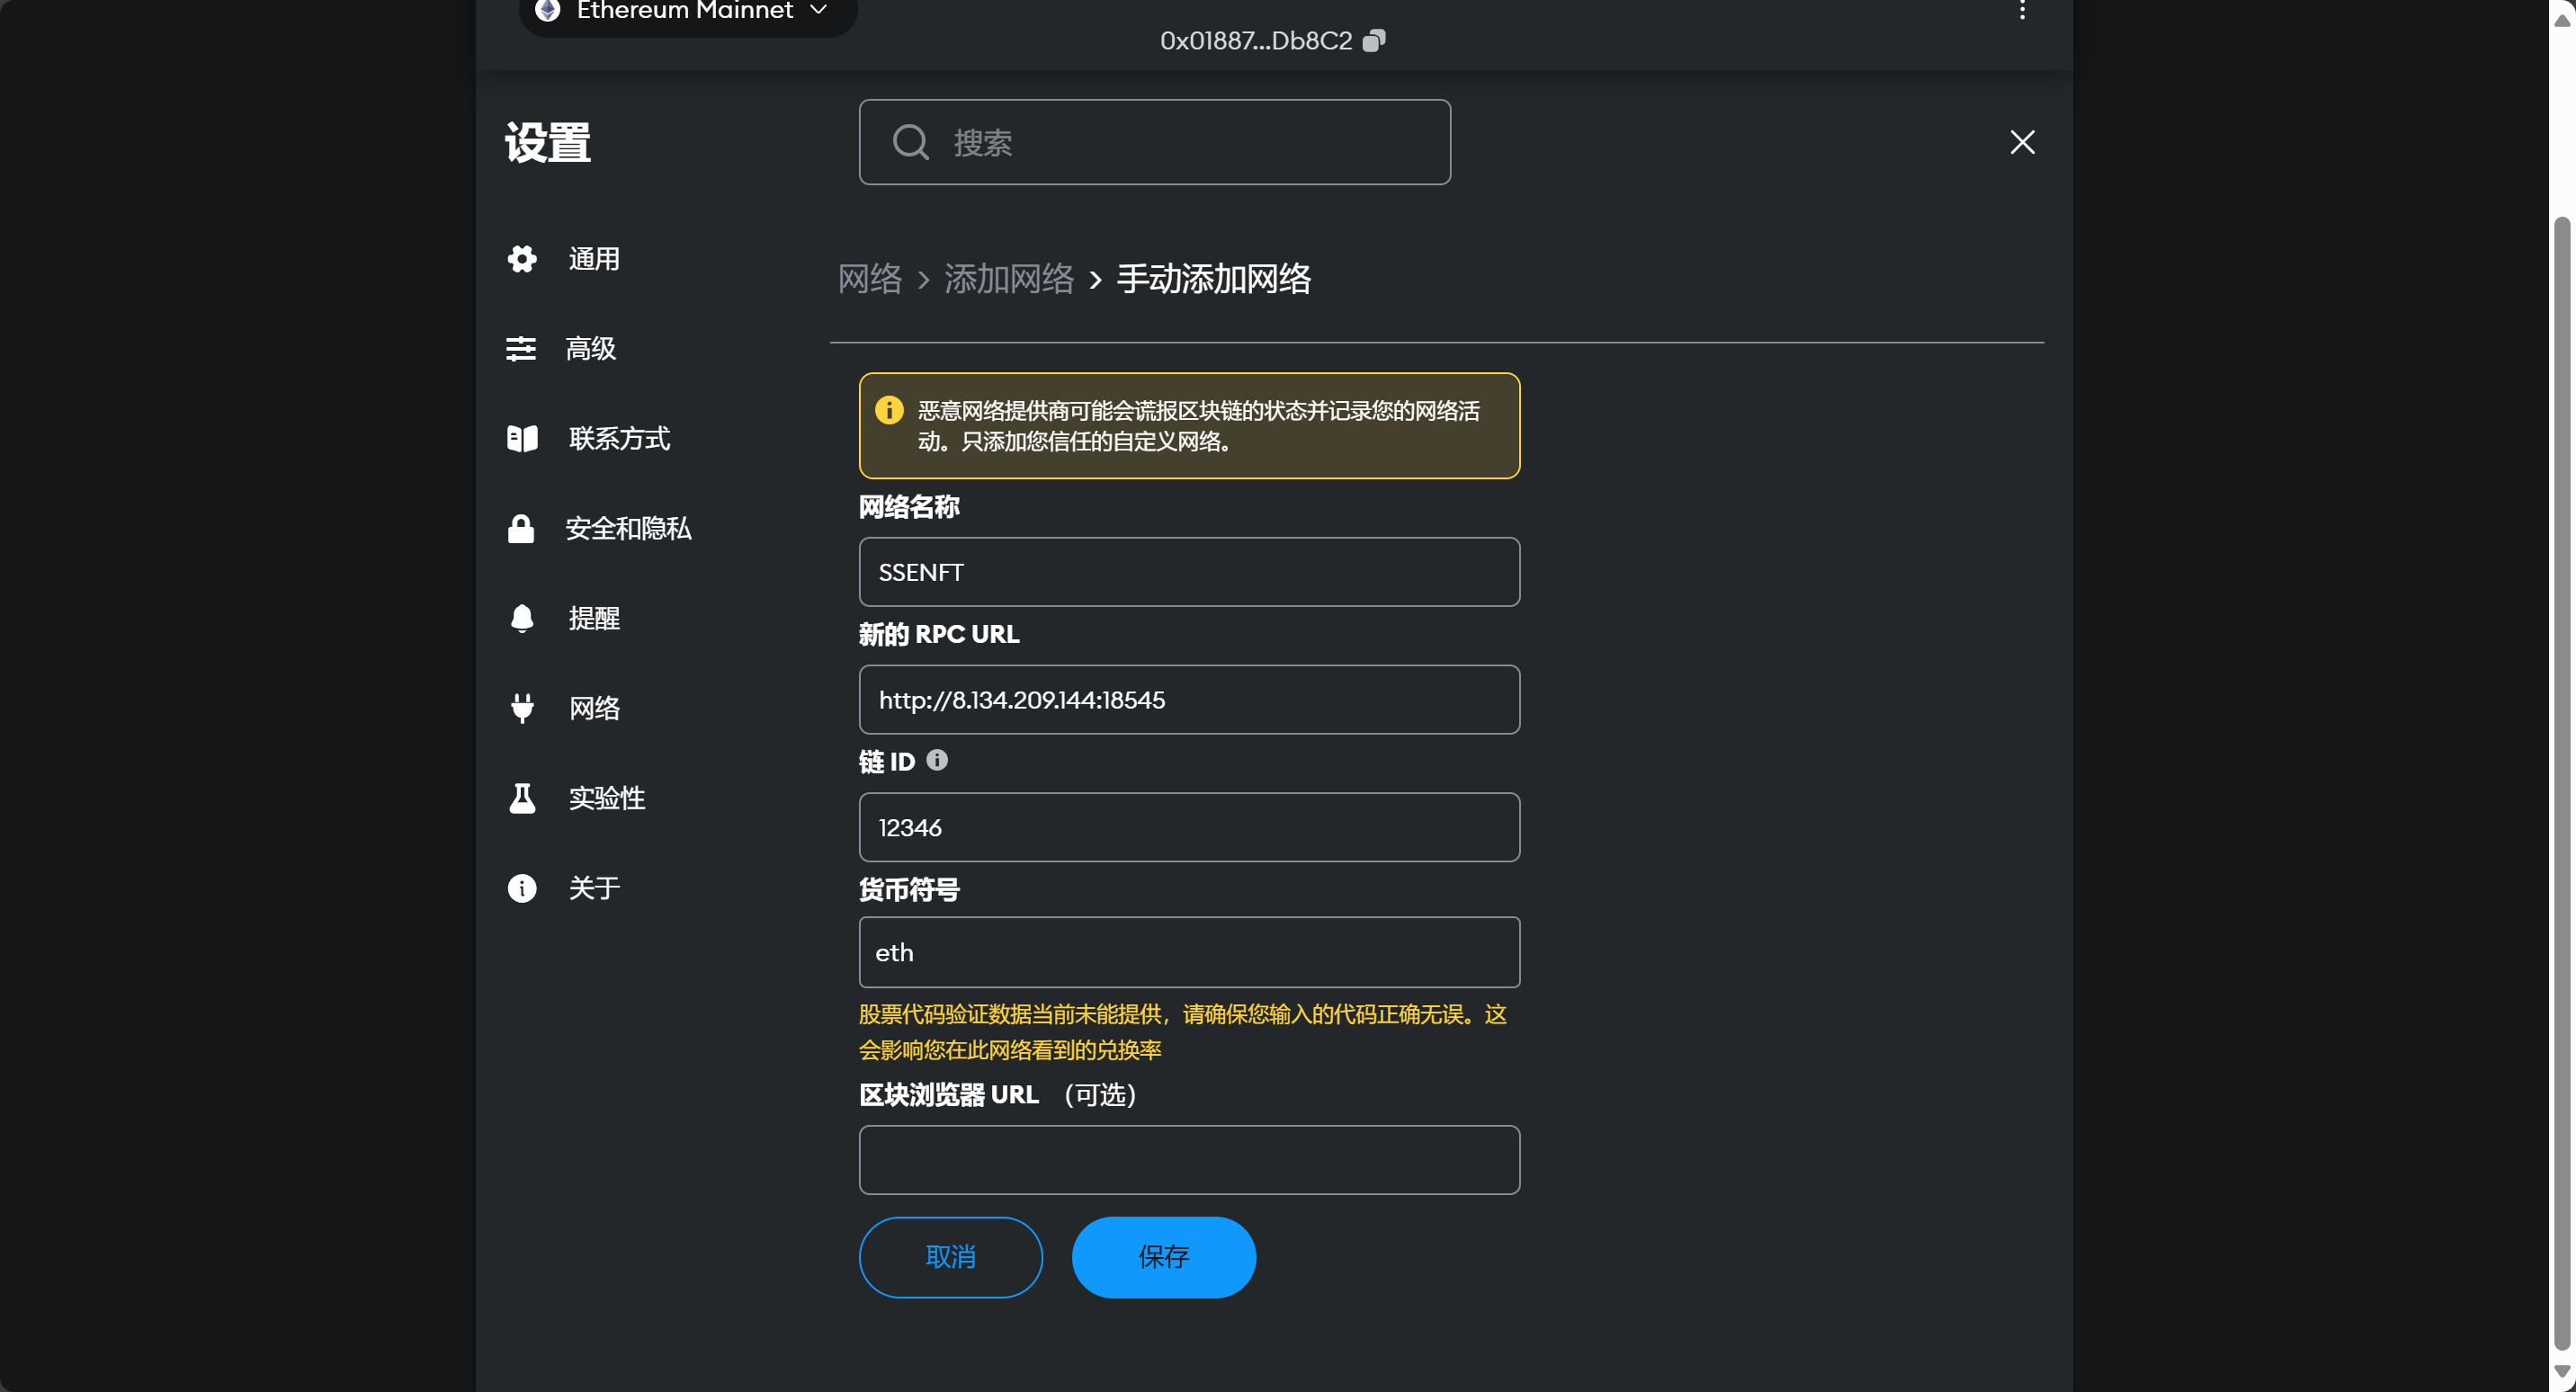 Ethereum Mainnet
0x01887...Db8C2
设置
搜索
通用
高级
联系方式
安全和隐私
提醒
网络
实验性
关于
网络 > 添加网络 > 手动添加网络
恶意网络提供商可能会谎报区块链的状态并记录您的网络活
动。只添加您信任的自定义网络。
网络名称
SSENFT
新的 RPC URL
http://8.134.209.144:18545
链 ID
12346
货币符号
eth
股票代码验证数据当前未能提供，请确保您输入的代码正确无误。这
会影响您在此网络看到的兑换率
区块浏览器 URL （可选）
取消
保存